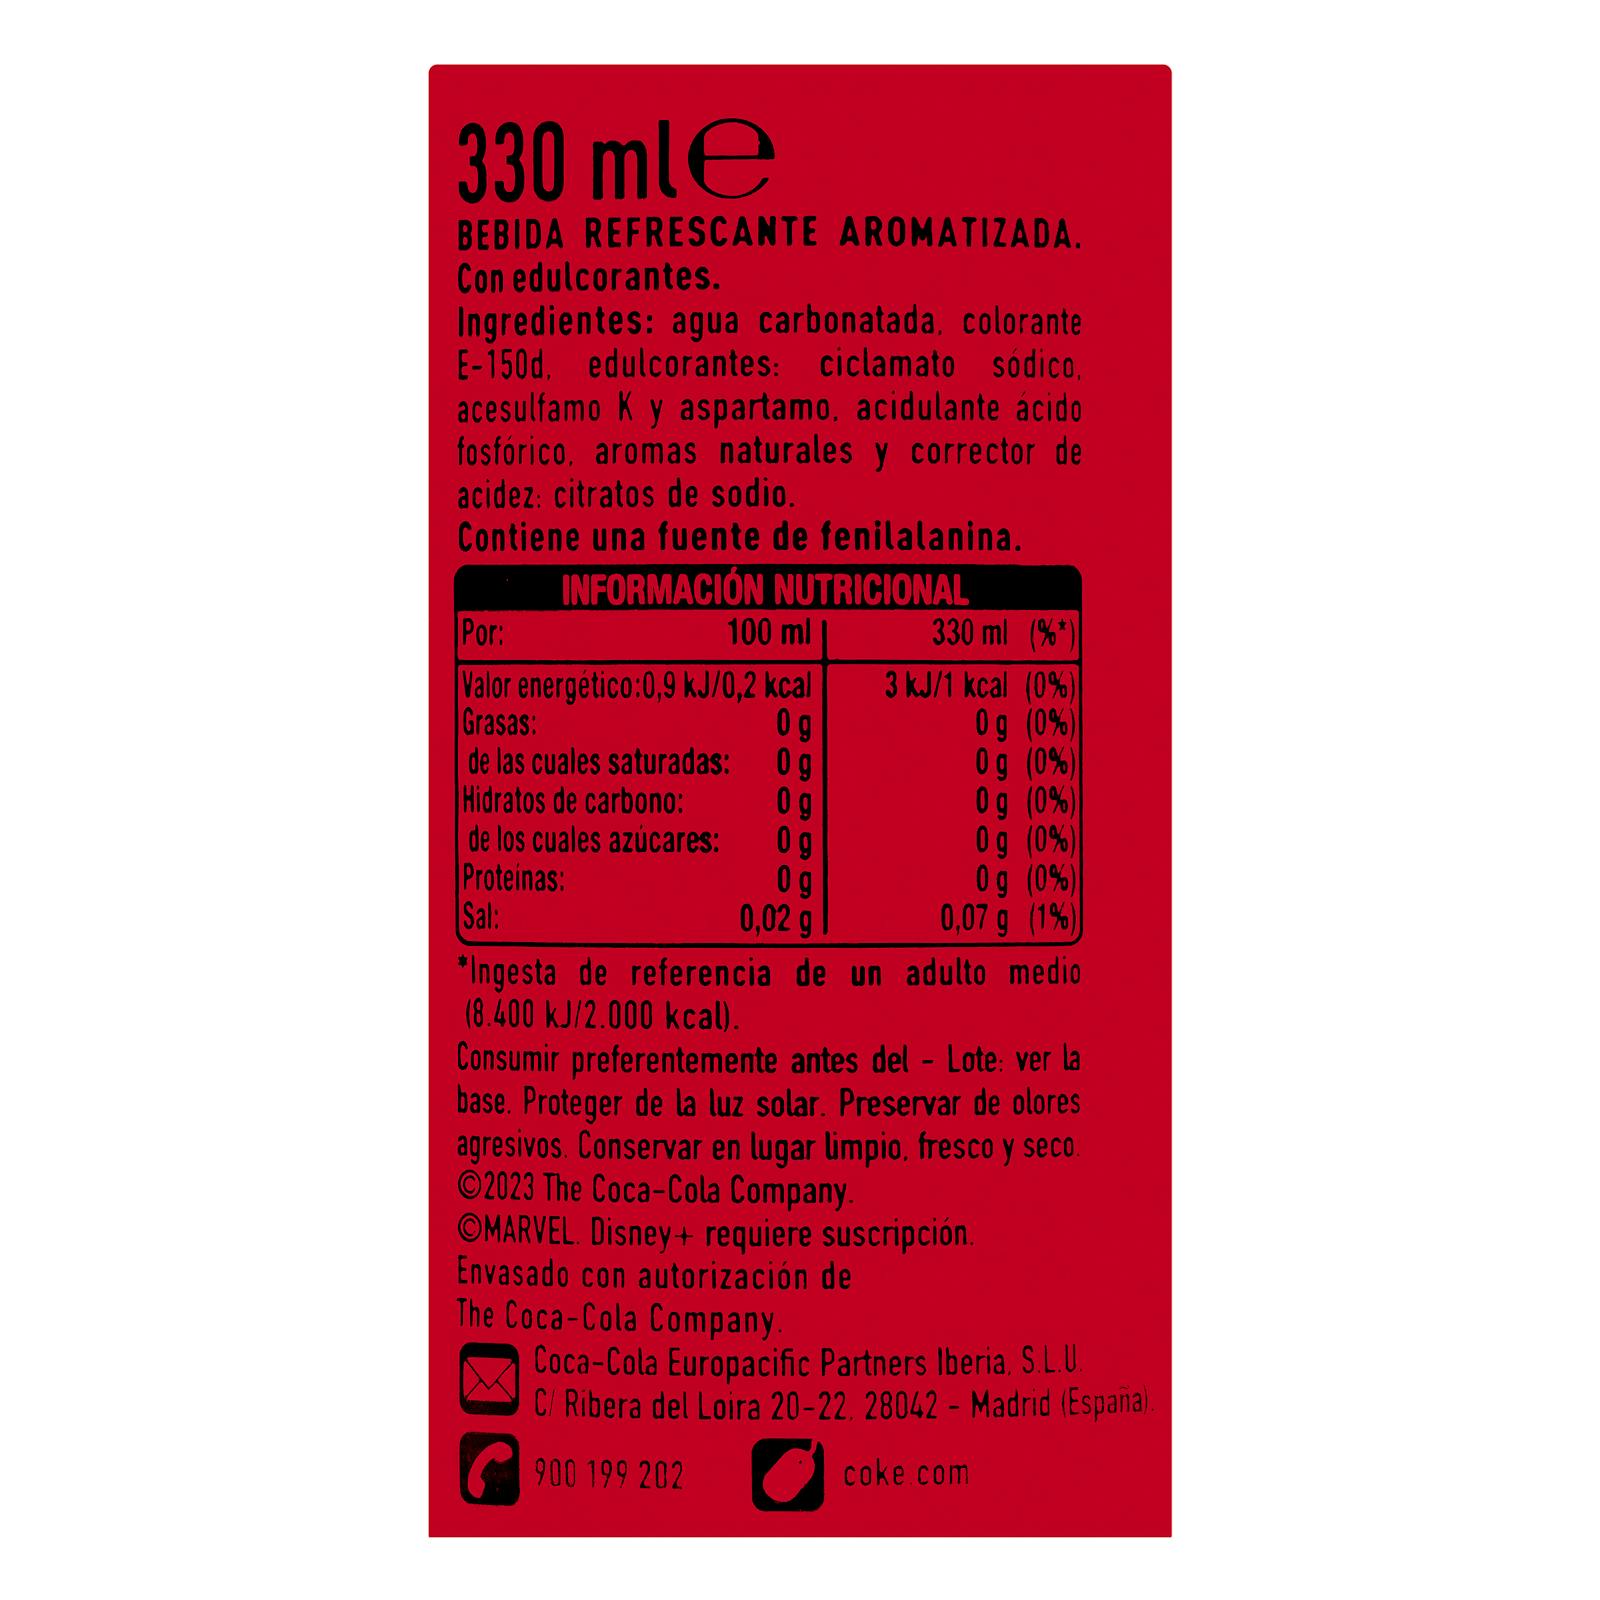 330 ml ℮
BEBIDA REFRESCANTE AROMATIZADA.
Con edulcorantes.
Ingredientes: agua carbonatada, colorante
E-150d, edulcorantes: ciclamato sódico,
acesulfamo K y aspartamo, acidulante ácido
fosfórico, aromas naturales y corrector de
acidez: citratos de sodio.
Contiene una fuente de fenilalanina.
INFORMACIÓN NUTRICIONAL
Por: 100 ml 330 ml (%*)
Valor energético: 0,9 kJ/0,2 kcal 3 kJ/1 kcal (0%)
Grasas: 0 g 0 g (0%)
de las cuales saturadas: 0 g 0 g (0%)
Hidratos de carbono: 0 g 0 g (0%)
de los cuales azúcares: 0 g 0 g (0%)
Proteínas: 0 g 0 g (0%)
Sal: 0,02 g 0,07 g (1%)
*Ingesta de referencia de un adulto medio
(8.400 kJ/2.000 kcal).
Consumir preferentemente antes del - Lote: ver la
base. Proteger de la luz solar. Preservar de olores
agresivos. Conservar en lugar limpio, fresco y seco.
©2023 The Coca-Cola Company.
©MARVEL. Disney+ requiere suscripción.
Envasado con autorización de
The Coca-Cola Company.
Coca-Cola Europacific Partners Iberia, S.L.U.
C/ Ribera del Loira 20-22, 28042 - Madrid (España).
900 199 202 coke.com